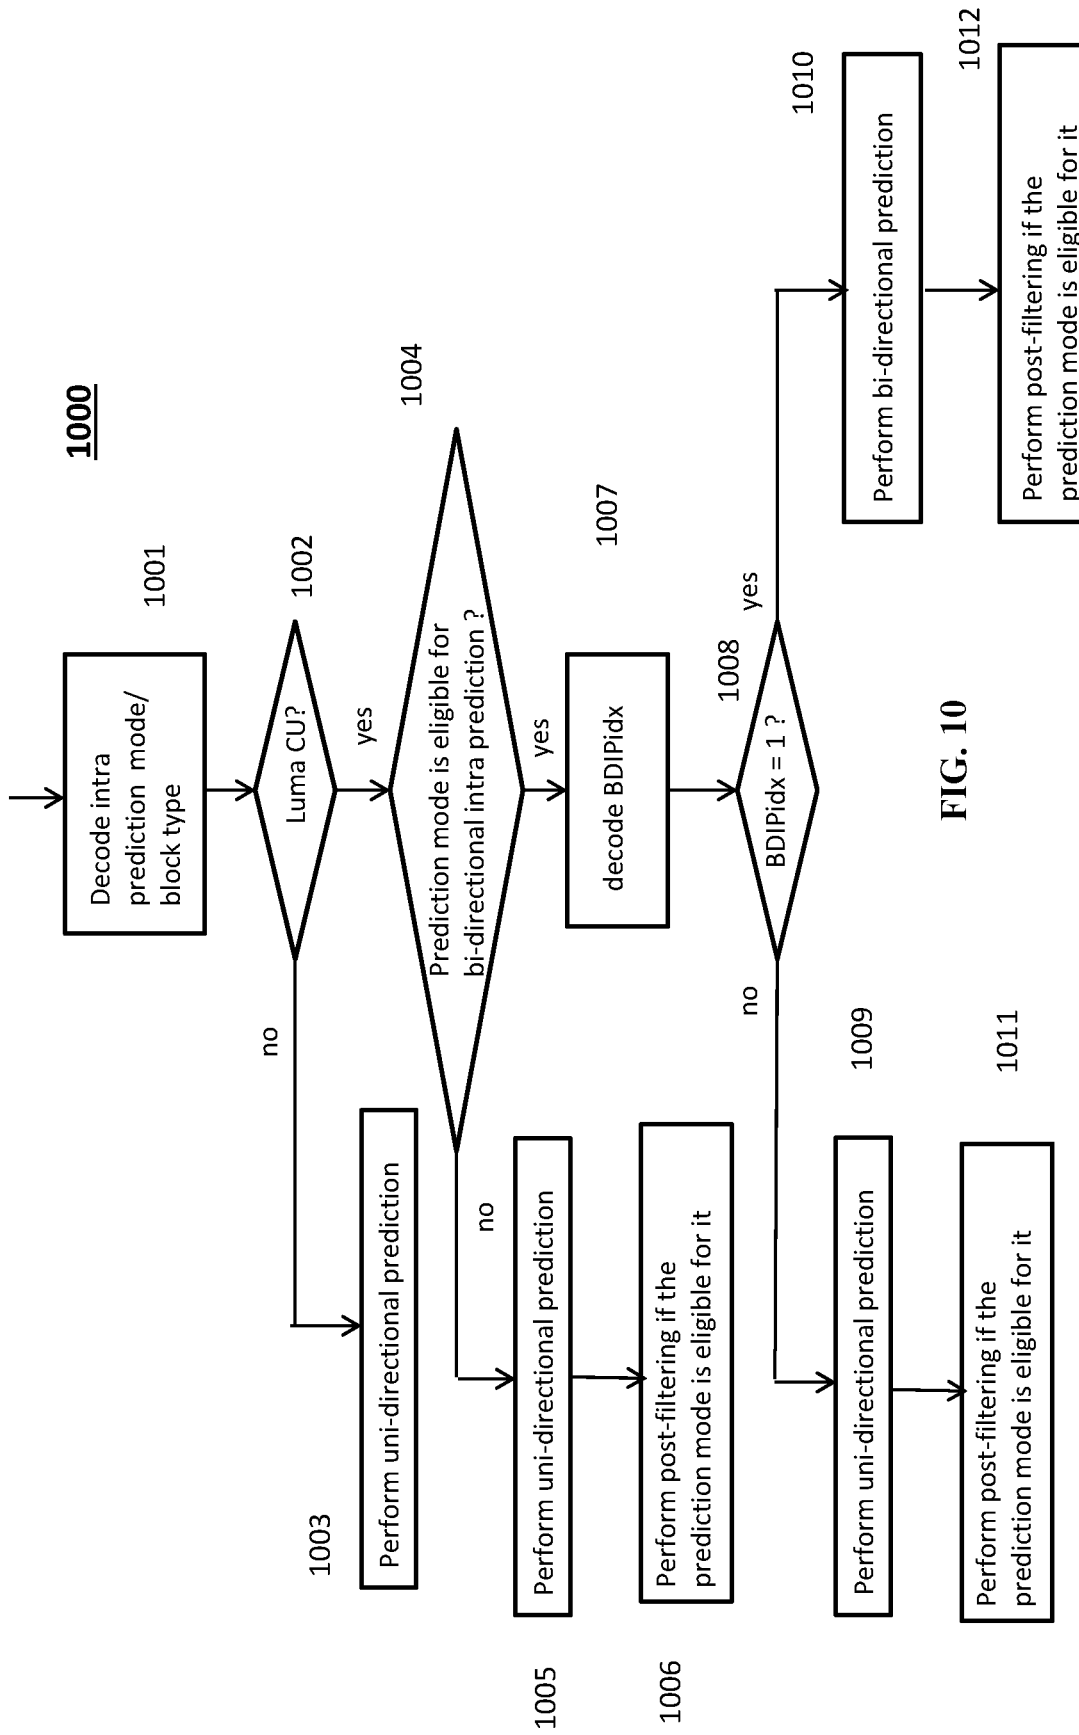 1000
Decode intra
prediction mode/
block type
1001
Luma CU?
1002
no
yes
Perform uni-directional prediction
1003
Prediction mode is eligible for
bi-directional intra prediction ?
1004
no
yes
Perform uni-directional prediction
1005
Perform post-filtering if the
prediction mode is eligible for it
1006
decode BDIPidx
1007
BDIPidx = 1 ?
1008
no
yes
Perform uni-directional prediction
1009
Perform bi-directional prediction
1010
Perform post-filtering if the
prediction mode is eligible for it
1011
Perform post-filtering if the
prediction mode is eligible for it
1012
FIG. 10